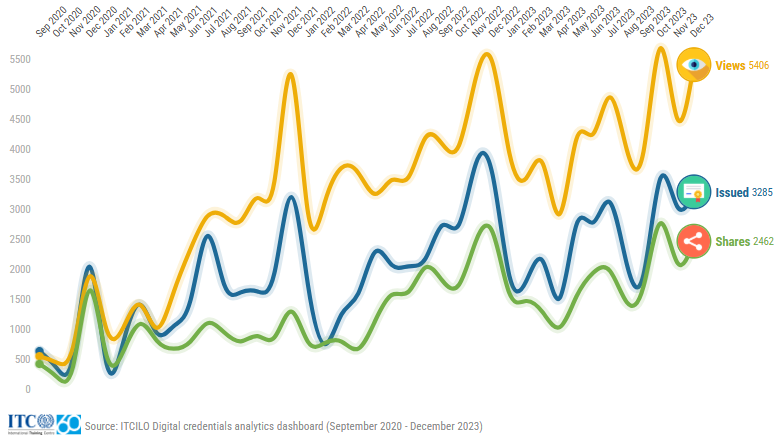 Sep 2020
Oct 2020
Nov 2020
Dec 2020
Jan 2021
Feb 2021
Mar 2021
Apr 2021
May 2021
Jun 2021
Jul 2021
Aug 2021
Sep 2021
Oct 2021
Nov 2021
Dec 2021
Jan 2022
Feb 2022
Mar 2022
Apr 2022
May 2022
Jun 2022
Jul 2022
Aug 2022
Sep 2022
Oct 2022
Nov 2022
Dec 2022
Jan 2023
Feb 2023
Mar 2023
Apr 2023
May 2023
Jun 2023
Jul 2023
Aug 2023
Sep 2023
Oct 2023
Nov 23
Dec 23
5500
5000
4500
4000
3500
3000
2500
2000
1500
1000
500
0
Views 5406
Issued 3285
Shares 2462
ITC
International Training Centre
60
Source: ITCILO Digital credentials analytics dashboard (September 2020 - December 2023)